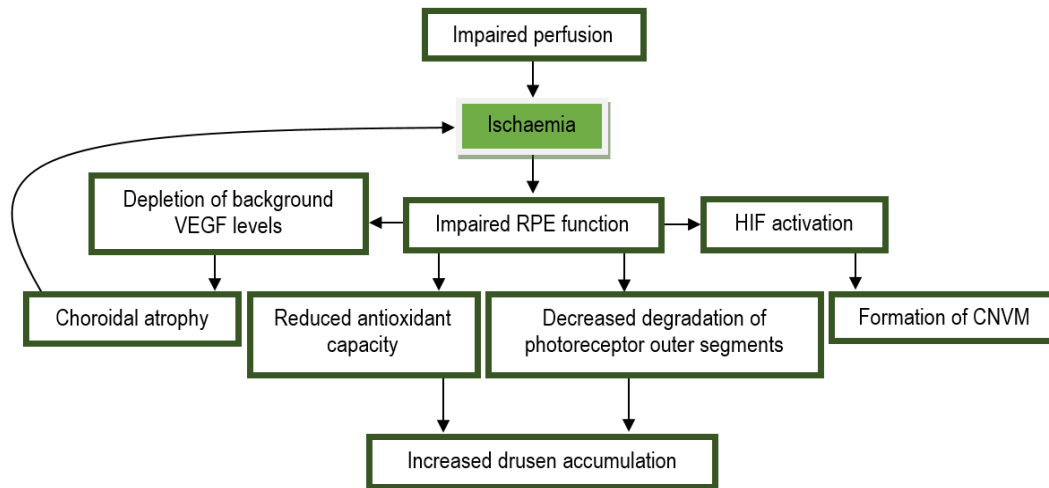 Impaired perfusion
Ischaemia
Depletion of background
VEGF levels
Impaired RPE function
HIF activation
Choroidal atrophy
Reduced antioxidant
capacity
Decreased degradation of
photoreceptor outer segments
Formation of CNVM
Increased drusen accumulation